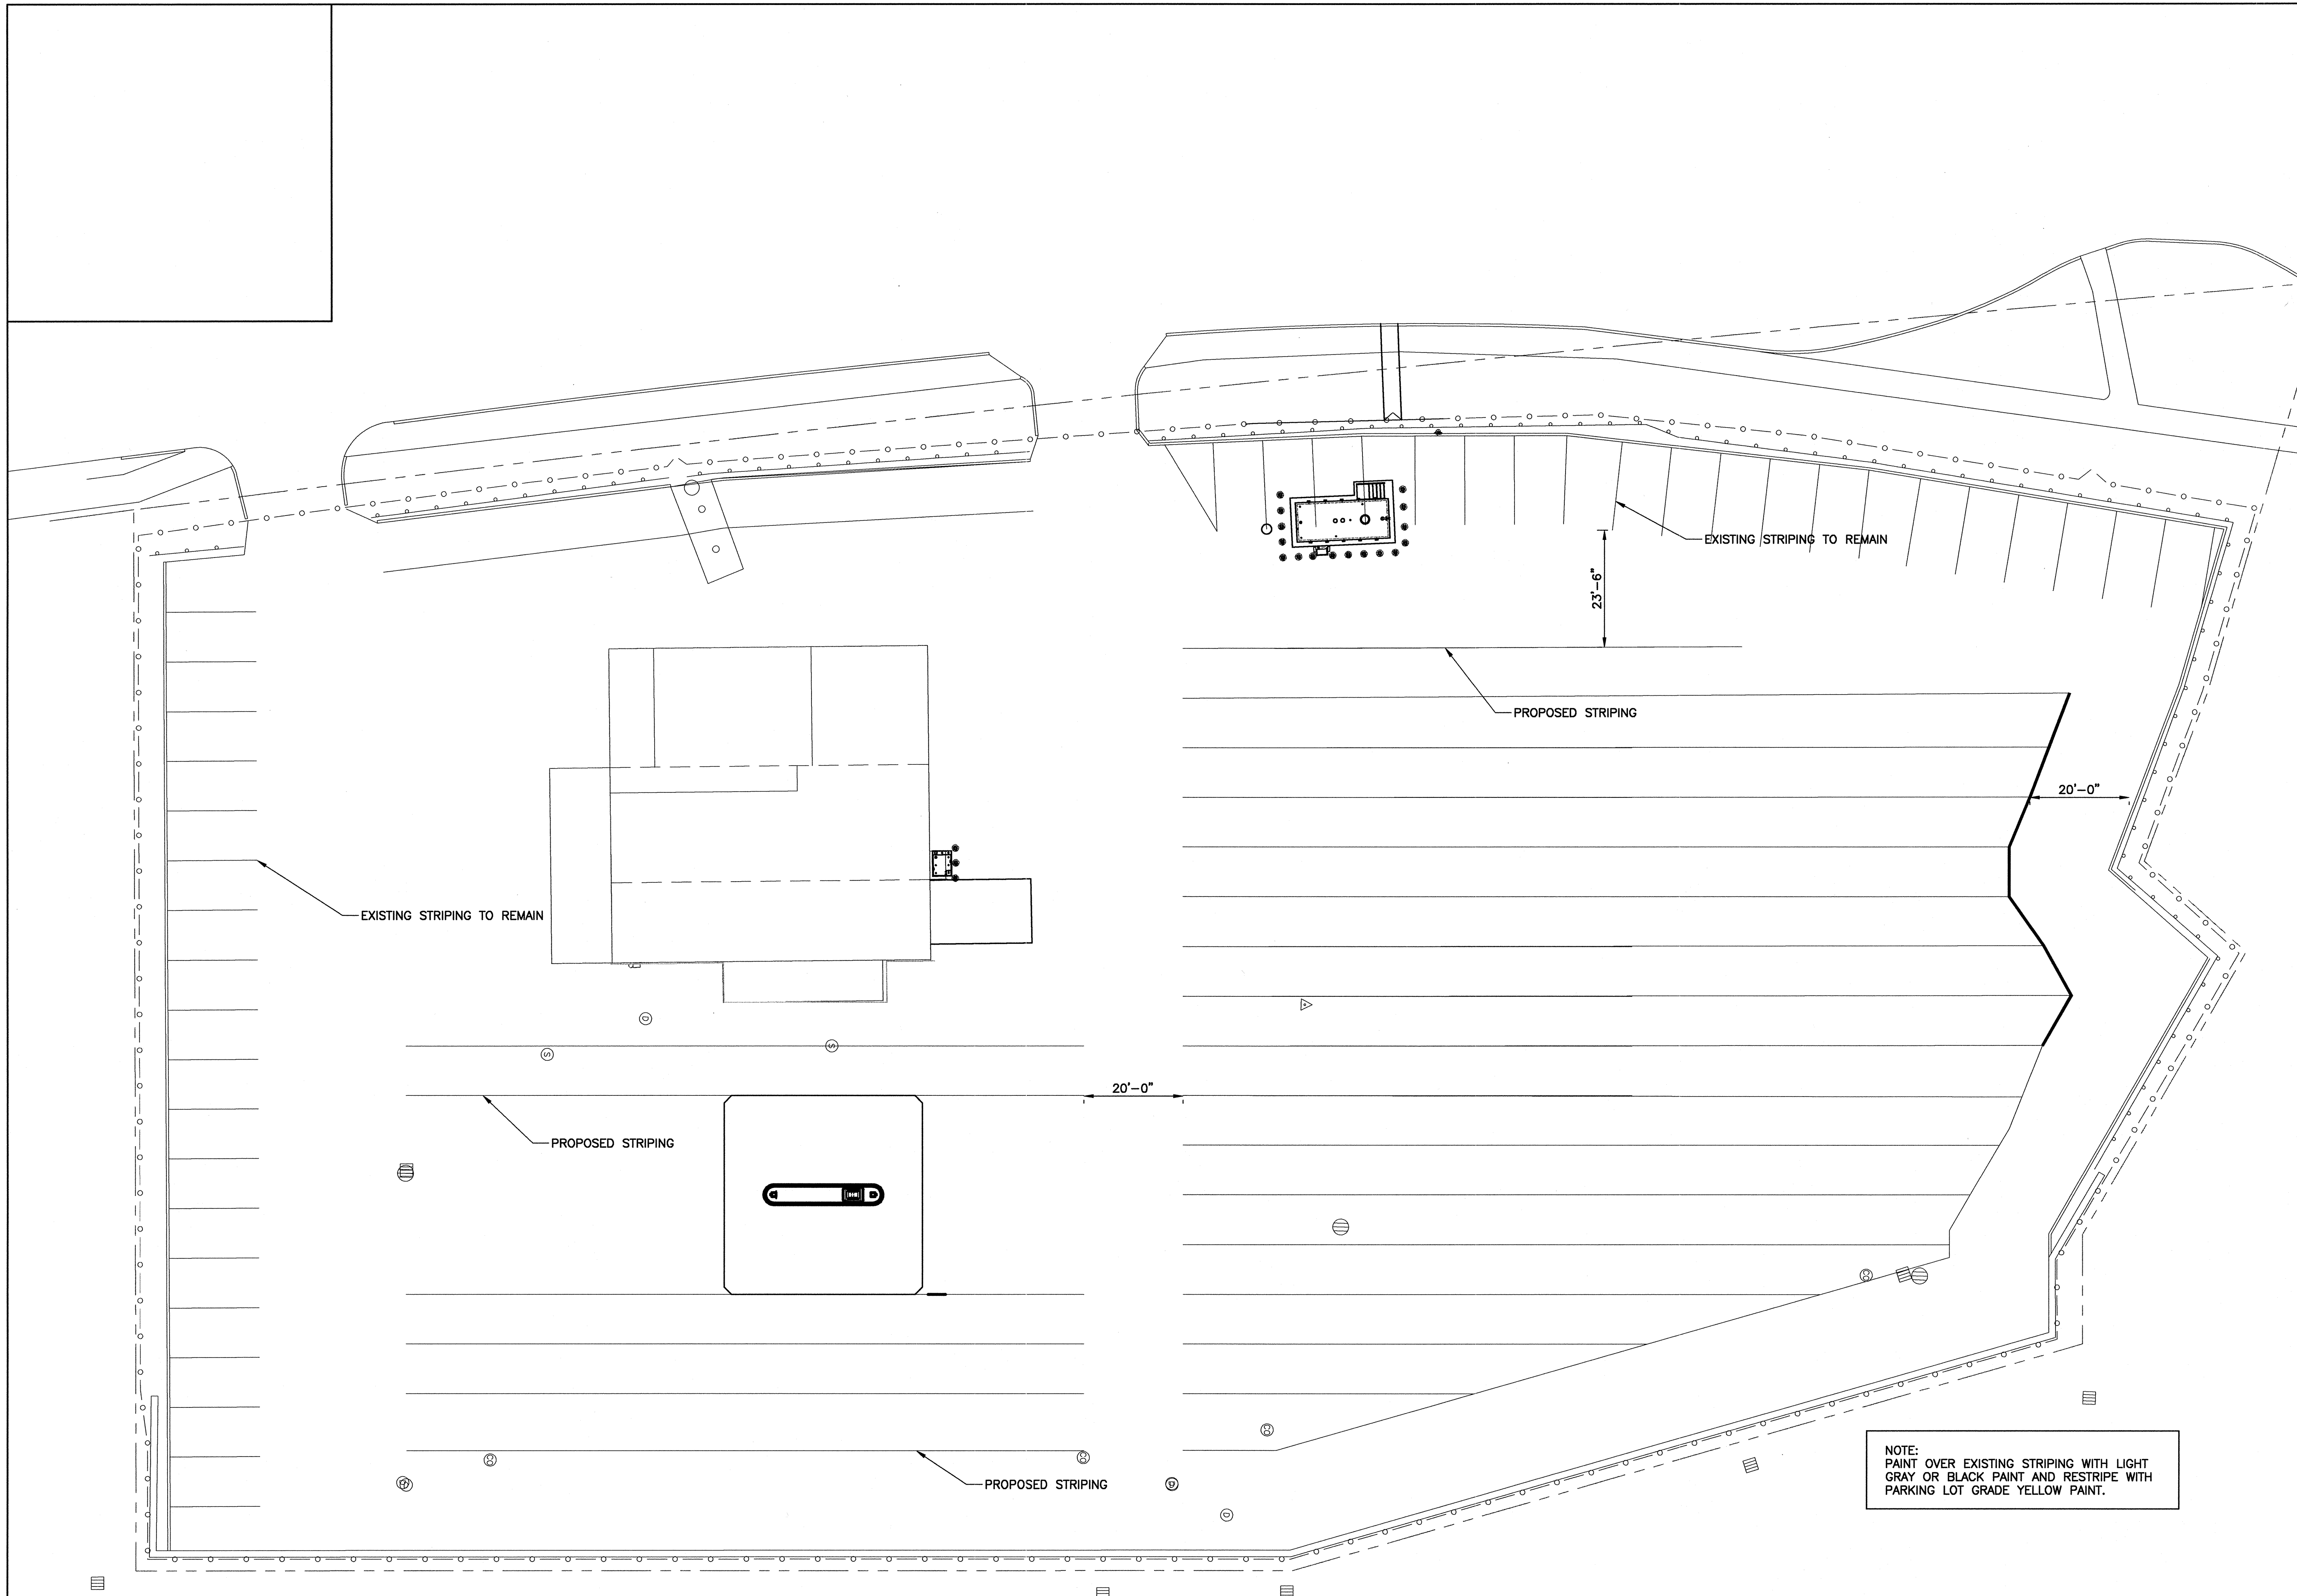 EXISTING STRIPING TO REMAIN
23'-6"
PROPOSED STRIPING
20'-0"
EXISTING STRIPING TO REMAIN
D
S
S
20'-0"
PROPOSED STRIPING
PROPOSED STRIPING
D
NOTE:
PAINT OVER EXISTING STRIPING WITH LIGHT
GRAY OR BLACK PAINT AND RESTRIPE WITH
PARKING LOT GRADE YELLOW PAINT.